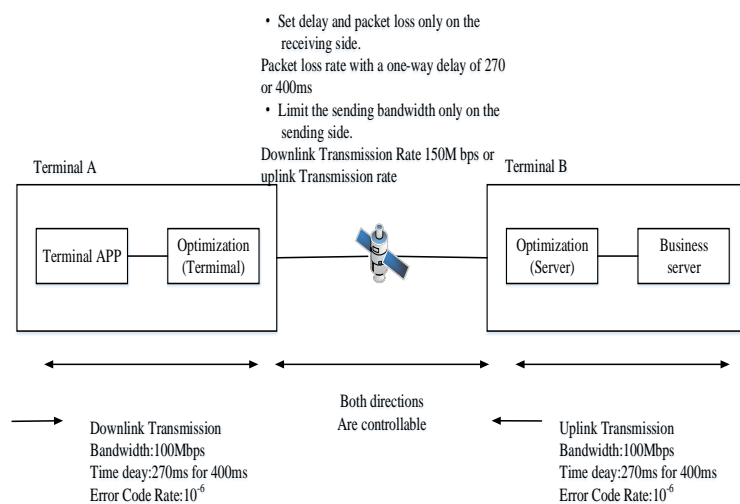 • Set delay and packet loss only on the
receiving side.
Packet loss rate with a one-way delay of 270
or 400ms
• Limit the sending bandwidth only on the
sending side.
Downlink Transmission Rate 150M bps or
uplink Transmission rate
Terminal A
Terminal B
Terminal APP
Optimization
(Termimal)
Optimization
(Server)
Business
server
Both directions
Are controllable
Downlink Transmission
Bandwidth:100Mbps
Time deay:270ms for 400ms
Error Code Rate:10⁻⁶
Uplink Transmission
Bandwidth:100Mbps
Time deay:270ms for 400ms
Error Code Rate:10⁻⁶